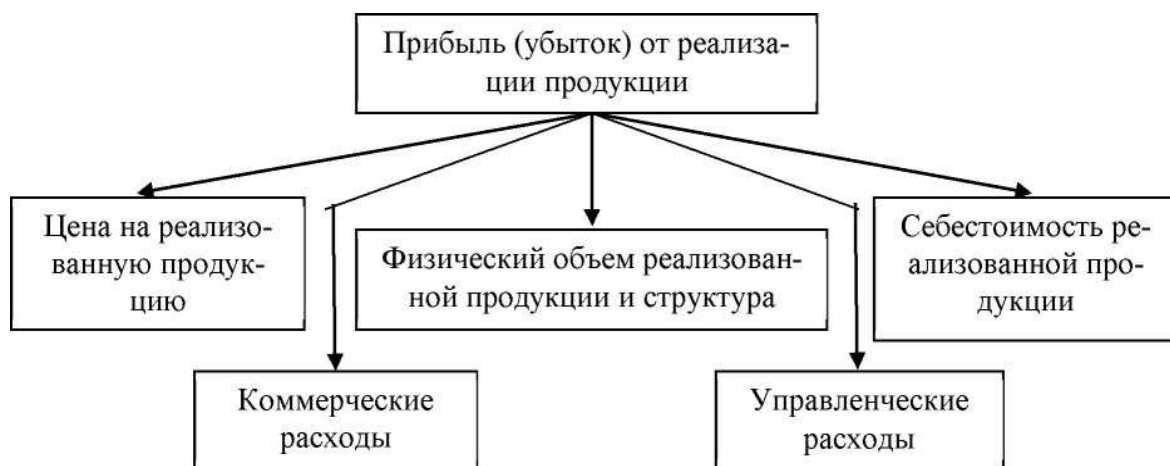 Прибыль (убыток) от реализа-
ции продукции
Цена на реализо-
ванную продук-
цию
Физический объем реализован-
ной продукции и структура
Себестоимость ре-
ализованной про-
дукции
Коммерческие
расходы
Управленческие
расходы